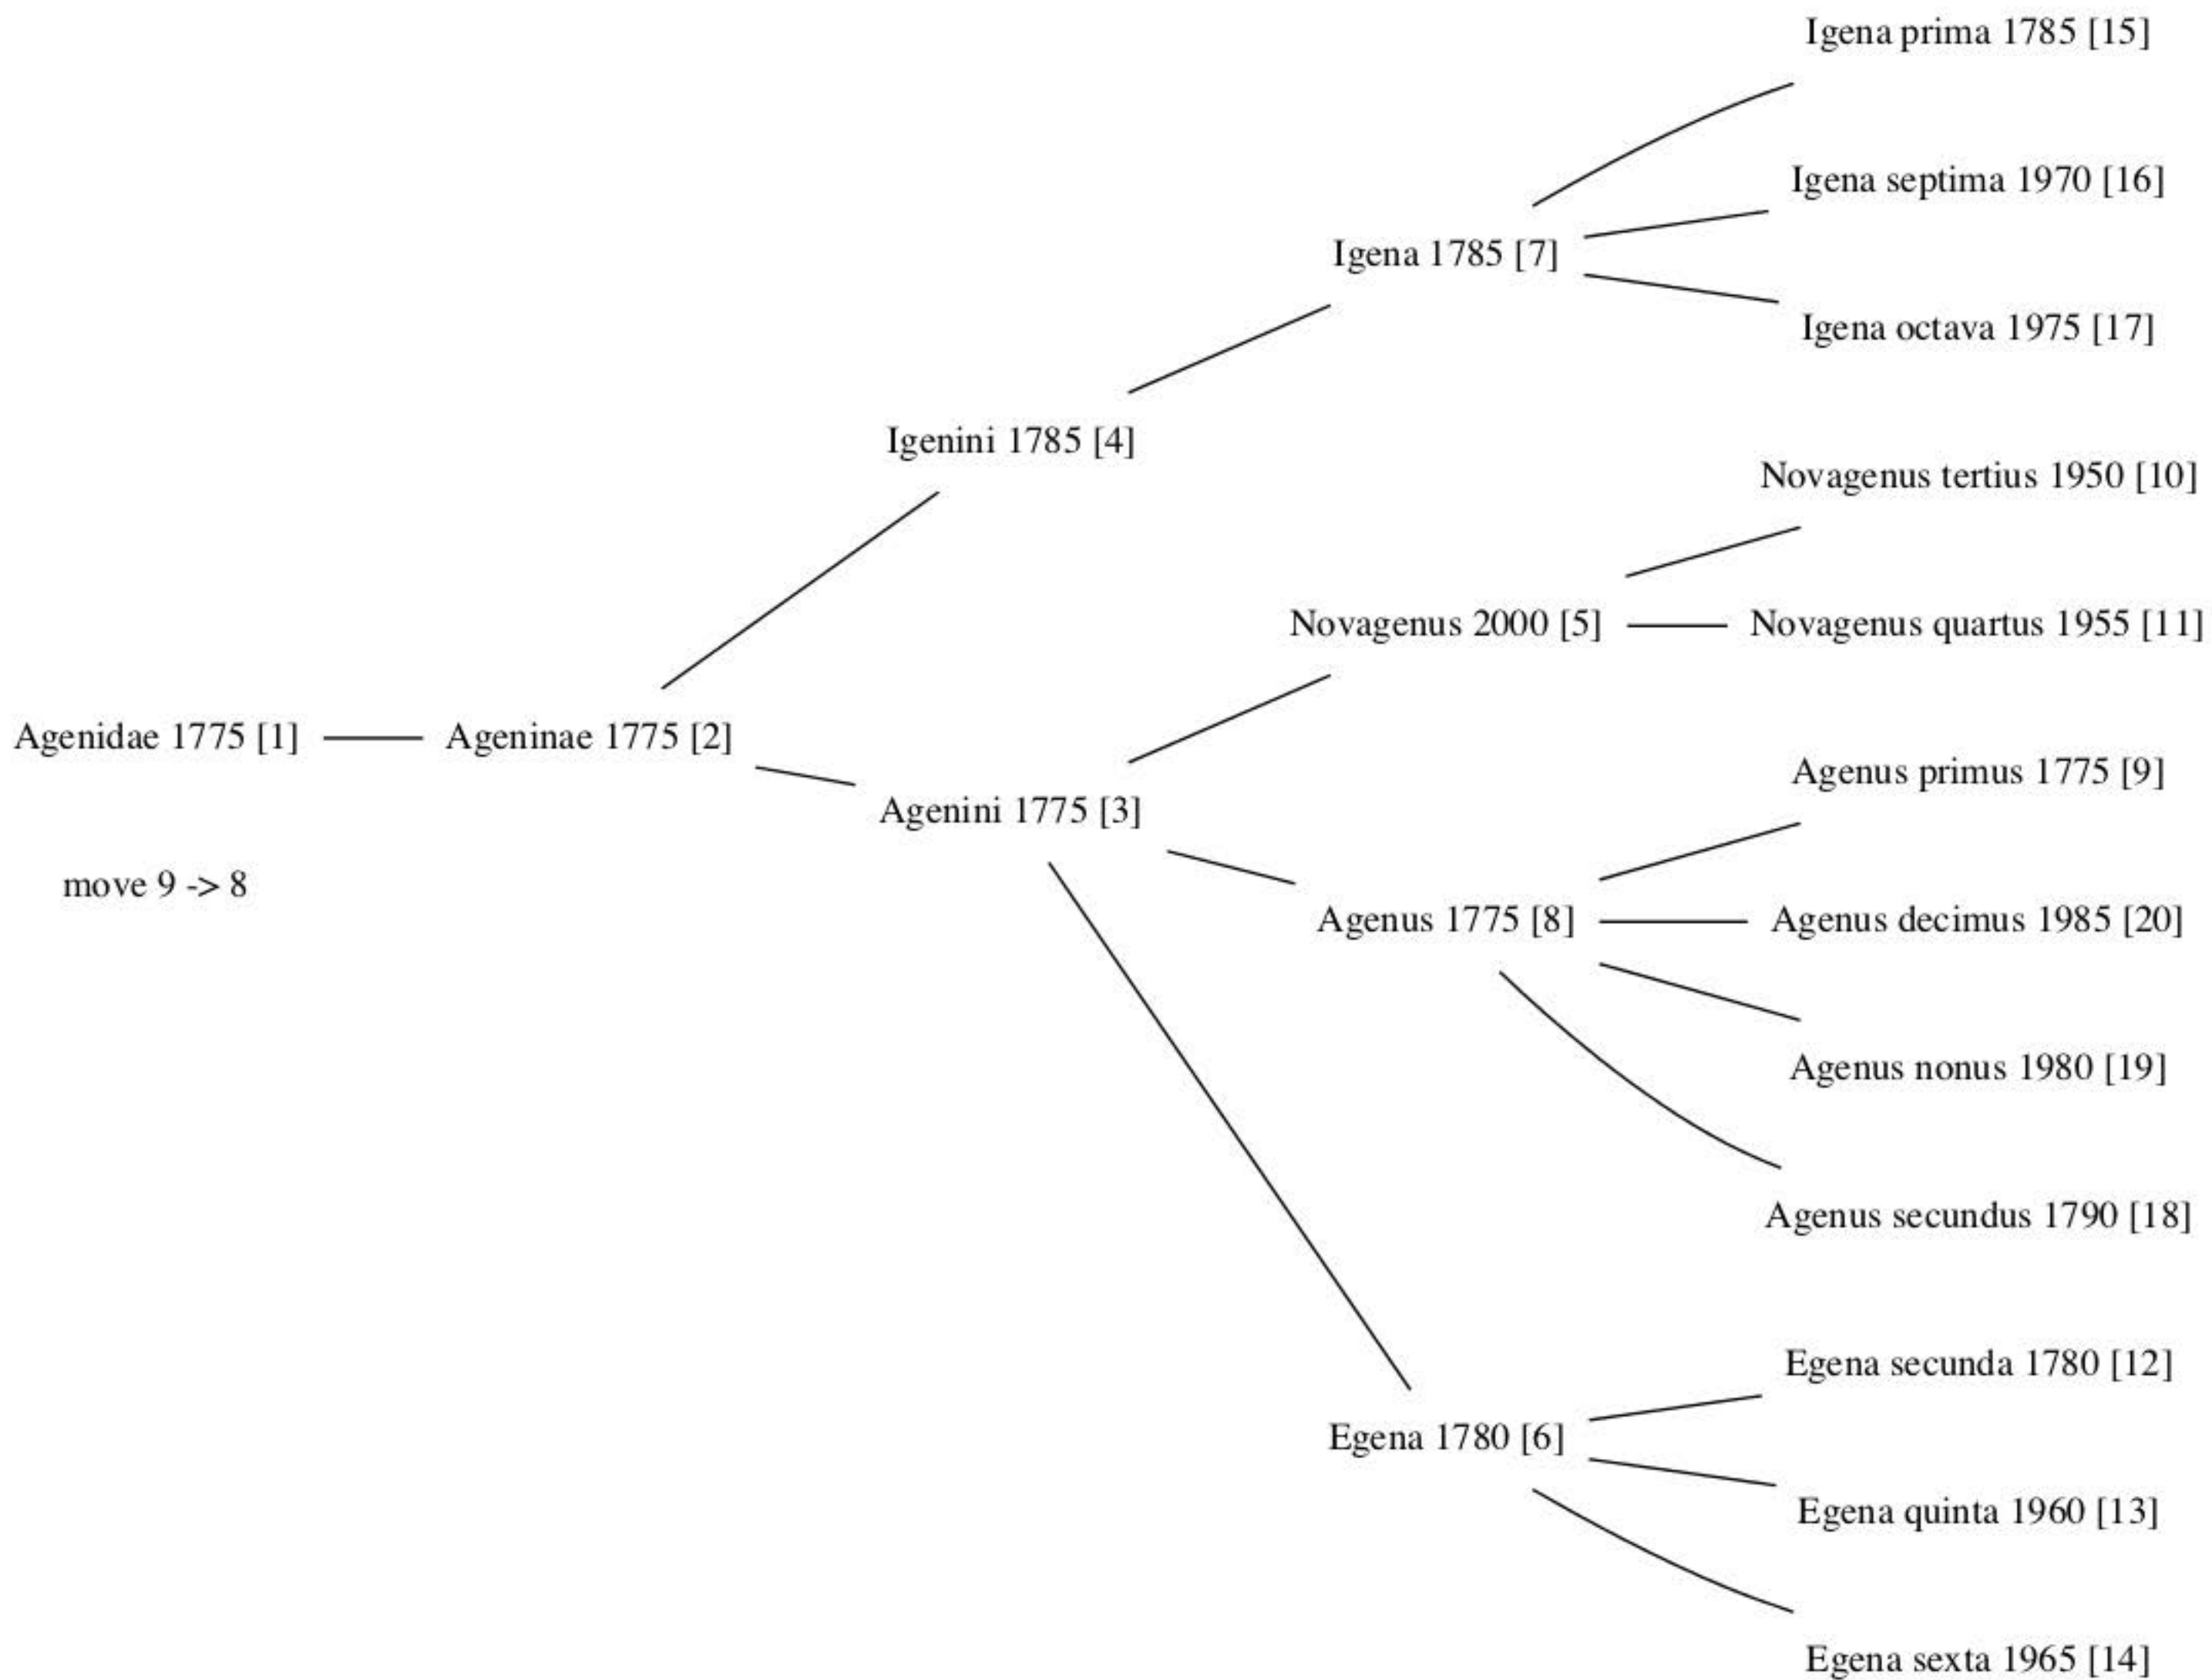 Igena prima 1785 [15]
Igena septima 1970 [16]
Igena 1785 [7]
Igena octava 1975 [17]
Igenini 1785 [4]
Novagenus tertius 1950 [10]
Novagenus 2000 [5]
Novagenus quartus 1955 [11]
Agenidae 1775 [1]
Ageninae 1775 [2]
Agenus primus 1775 [9]
Agenini 1775 [3]
move 9 -> 8
Agenus 1775 [8]
Agenus decimus 1985 [20]
Agenus nonus 1980 [19]
Agenus secundus 1790 [18]
Egena secunda 1780 [12]
Egena 1780 [6]
Egena quinta 1960 [13]
Egena sexta 1965 [14]